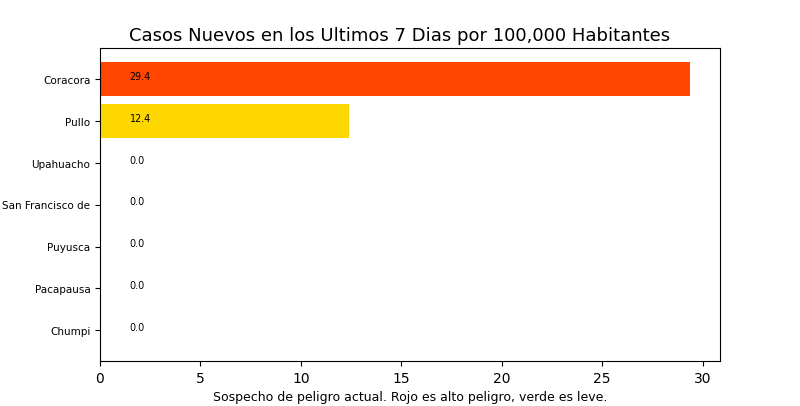 Casos Nuevos en los Ultimos 7 Dias por 100,000 Habitantes
Coracora 29.4
Pullo 12.4
Upahuacho 0.0
San Francisco de 0.0
Puyusca 0.0
Pacapausa 0.0
Chumpi 0.0
0 5 10 15 20 25 30
Sospecho de peligro actual. Rojo es alto peligro, verde es leve.